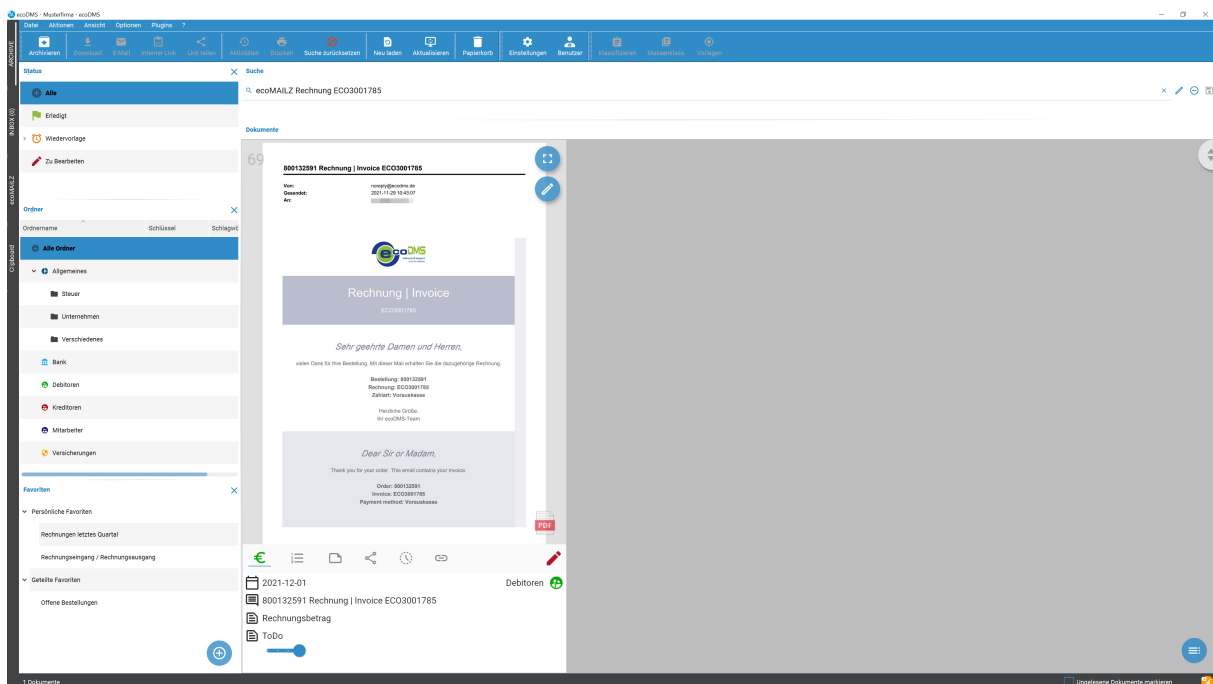 ecoDMS - Musterfirma - ecoDMS
Datei Aktionen Ansicht Optionen Plugins ?
Archivieren Download E-Mail Interner Link Link teilen Aktivitäten Drucken Suche zurücksetzen Neu laden Aktualisieren Papierkorb Einstellungen Benutzer Klassifizieren Massenklass. Vorlagen
ARCHIVE
INBOX (0)
ecoMAILZ
Clipboard
Status
Alle
Erledigt
Wiedervorlage
Zu Bearbeiten
Ordner
Ordnername Schlüssel Schlagwö
Alle Ordner
Allgemeines
Steuer
Unternehmen
Verschiedenes
Bank
Debitoren
Kreditoren
Mitarbeiter
Versicherungen
Favoriten
Persönliche Favoriten
Rechnungen letztes Quartal
Rechnungseingang / Rechnungsausgang
Geteilte Favoriten
Offene Bestellungen
Suche
ecoMAILZ Rechnung ECO3001785
Dokumente
69
800132591 Rechnung | Invoice ECO3001785
Von: noreply@ecodms.de
Gesendet: 2021-11-29 10:43:07
An:
ecoDMS
Rechnung | Invoice
ECO3001785
Sehr geehrte Damen und Herren,
vielen Dank für Ihre Bestellung. Mit dieser Mail erhalten Sie die dazugehörige Rechnung.
Bestellung: 800132591
Rechnung: ECO3001785
Zahlart: Vorauskasse
Herzliche Grüße
Ihr ecoDMS-Team
Dear Sir or Madam,
Thank you for your order. This email contains your invoice.
Order: 800132591
Invoice: ECO3001785
Payment method: Vorauskasse
PDF
2021-12-01 Debitoren
800132591 Rechnung | Invoice ECO3001785
Rechnungsbetrag
ToDo
1 Dokumente
Ungelesene Dokumente markieren